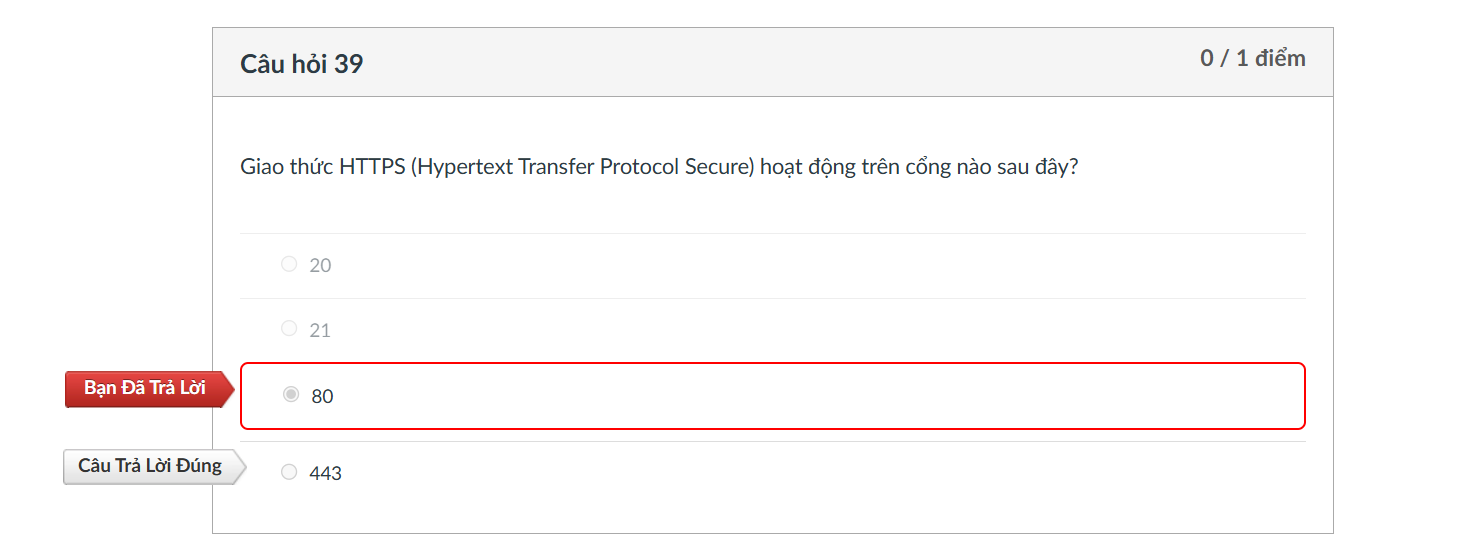 Câu hỏi 39
0 / 1 điểm
Giao thức HTTPS (Hypertext Transfer Protocol Secure) hoạt động trên cổng nào sau đây?
20
21
Bạn Đã Trả Lời
80
Câu Trả Lời Đúng
443